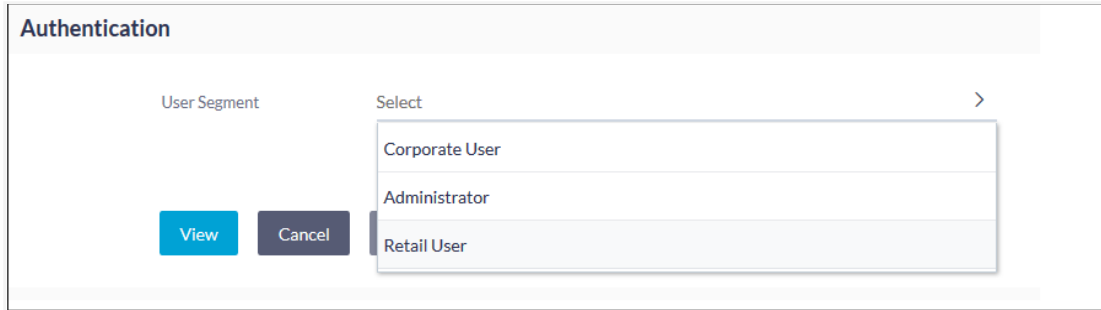 Authentication
User Segment
Select
Corporate User
Administrator
View
Cancel
Retail User